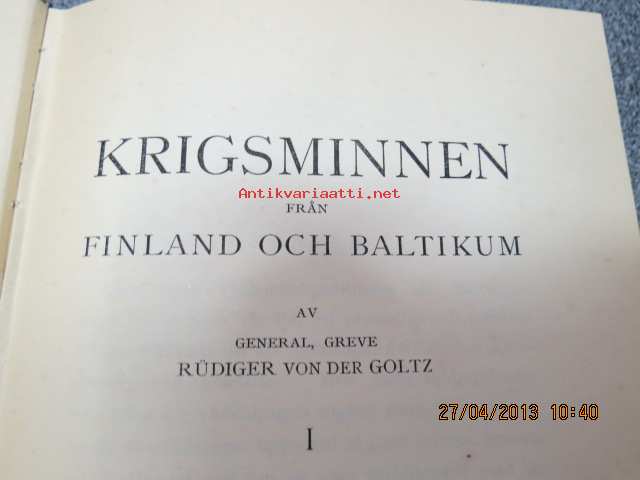 KRIGSMINNEN
Antikvariaatti.net
FRÅN
FINLAND OCH BALTIKUM
AV
GENERAL, GREVE
RÜDIGER VON DER GOLTZ
27/04/2013 10:40
I